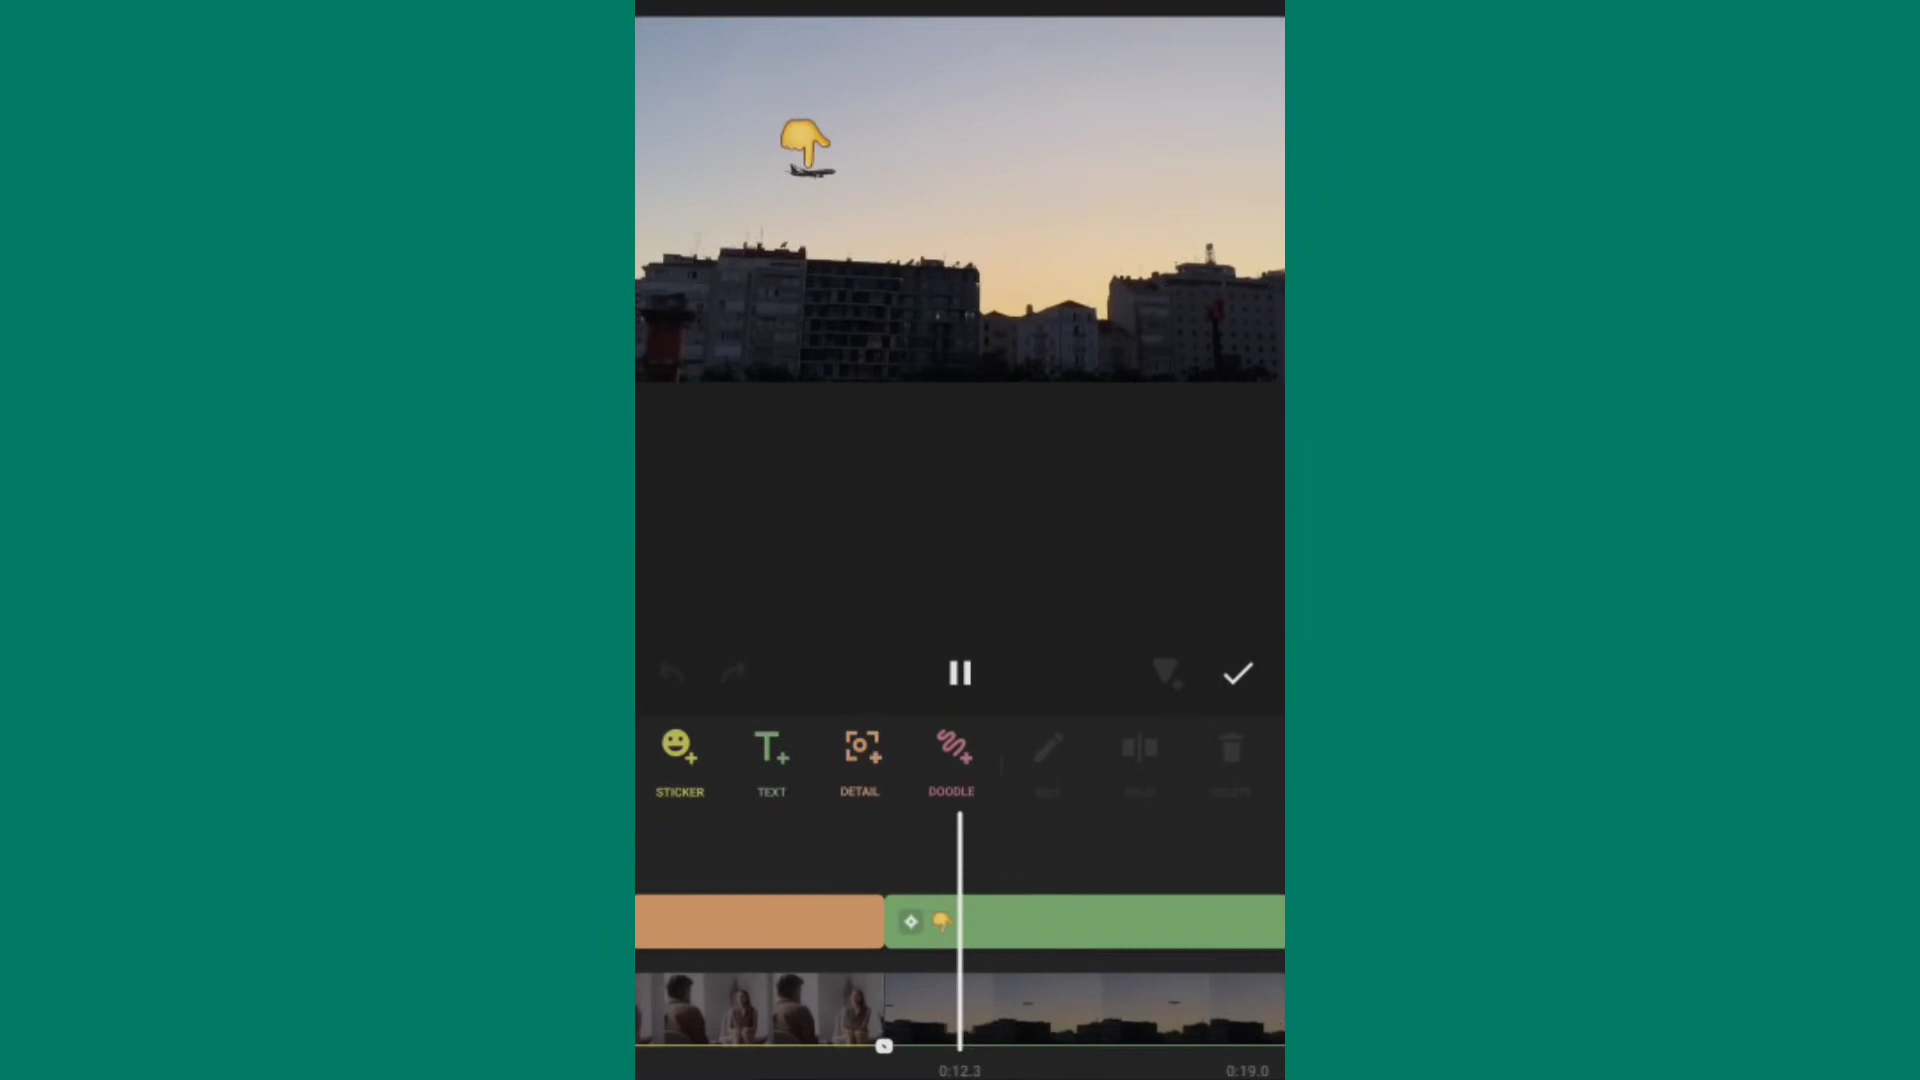 STICKER
TEXT
DETAIL
DOODLE
0:12.3
0:19.0